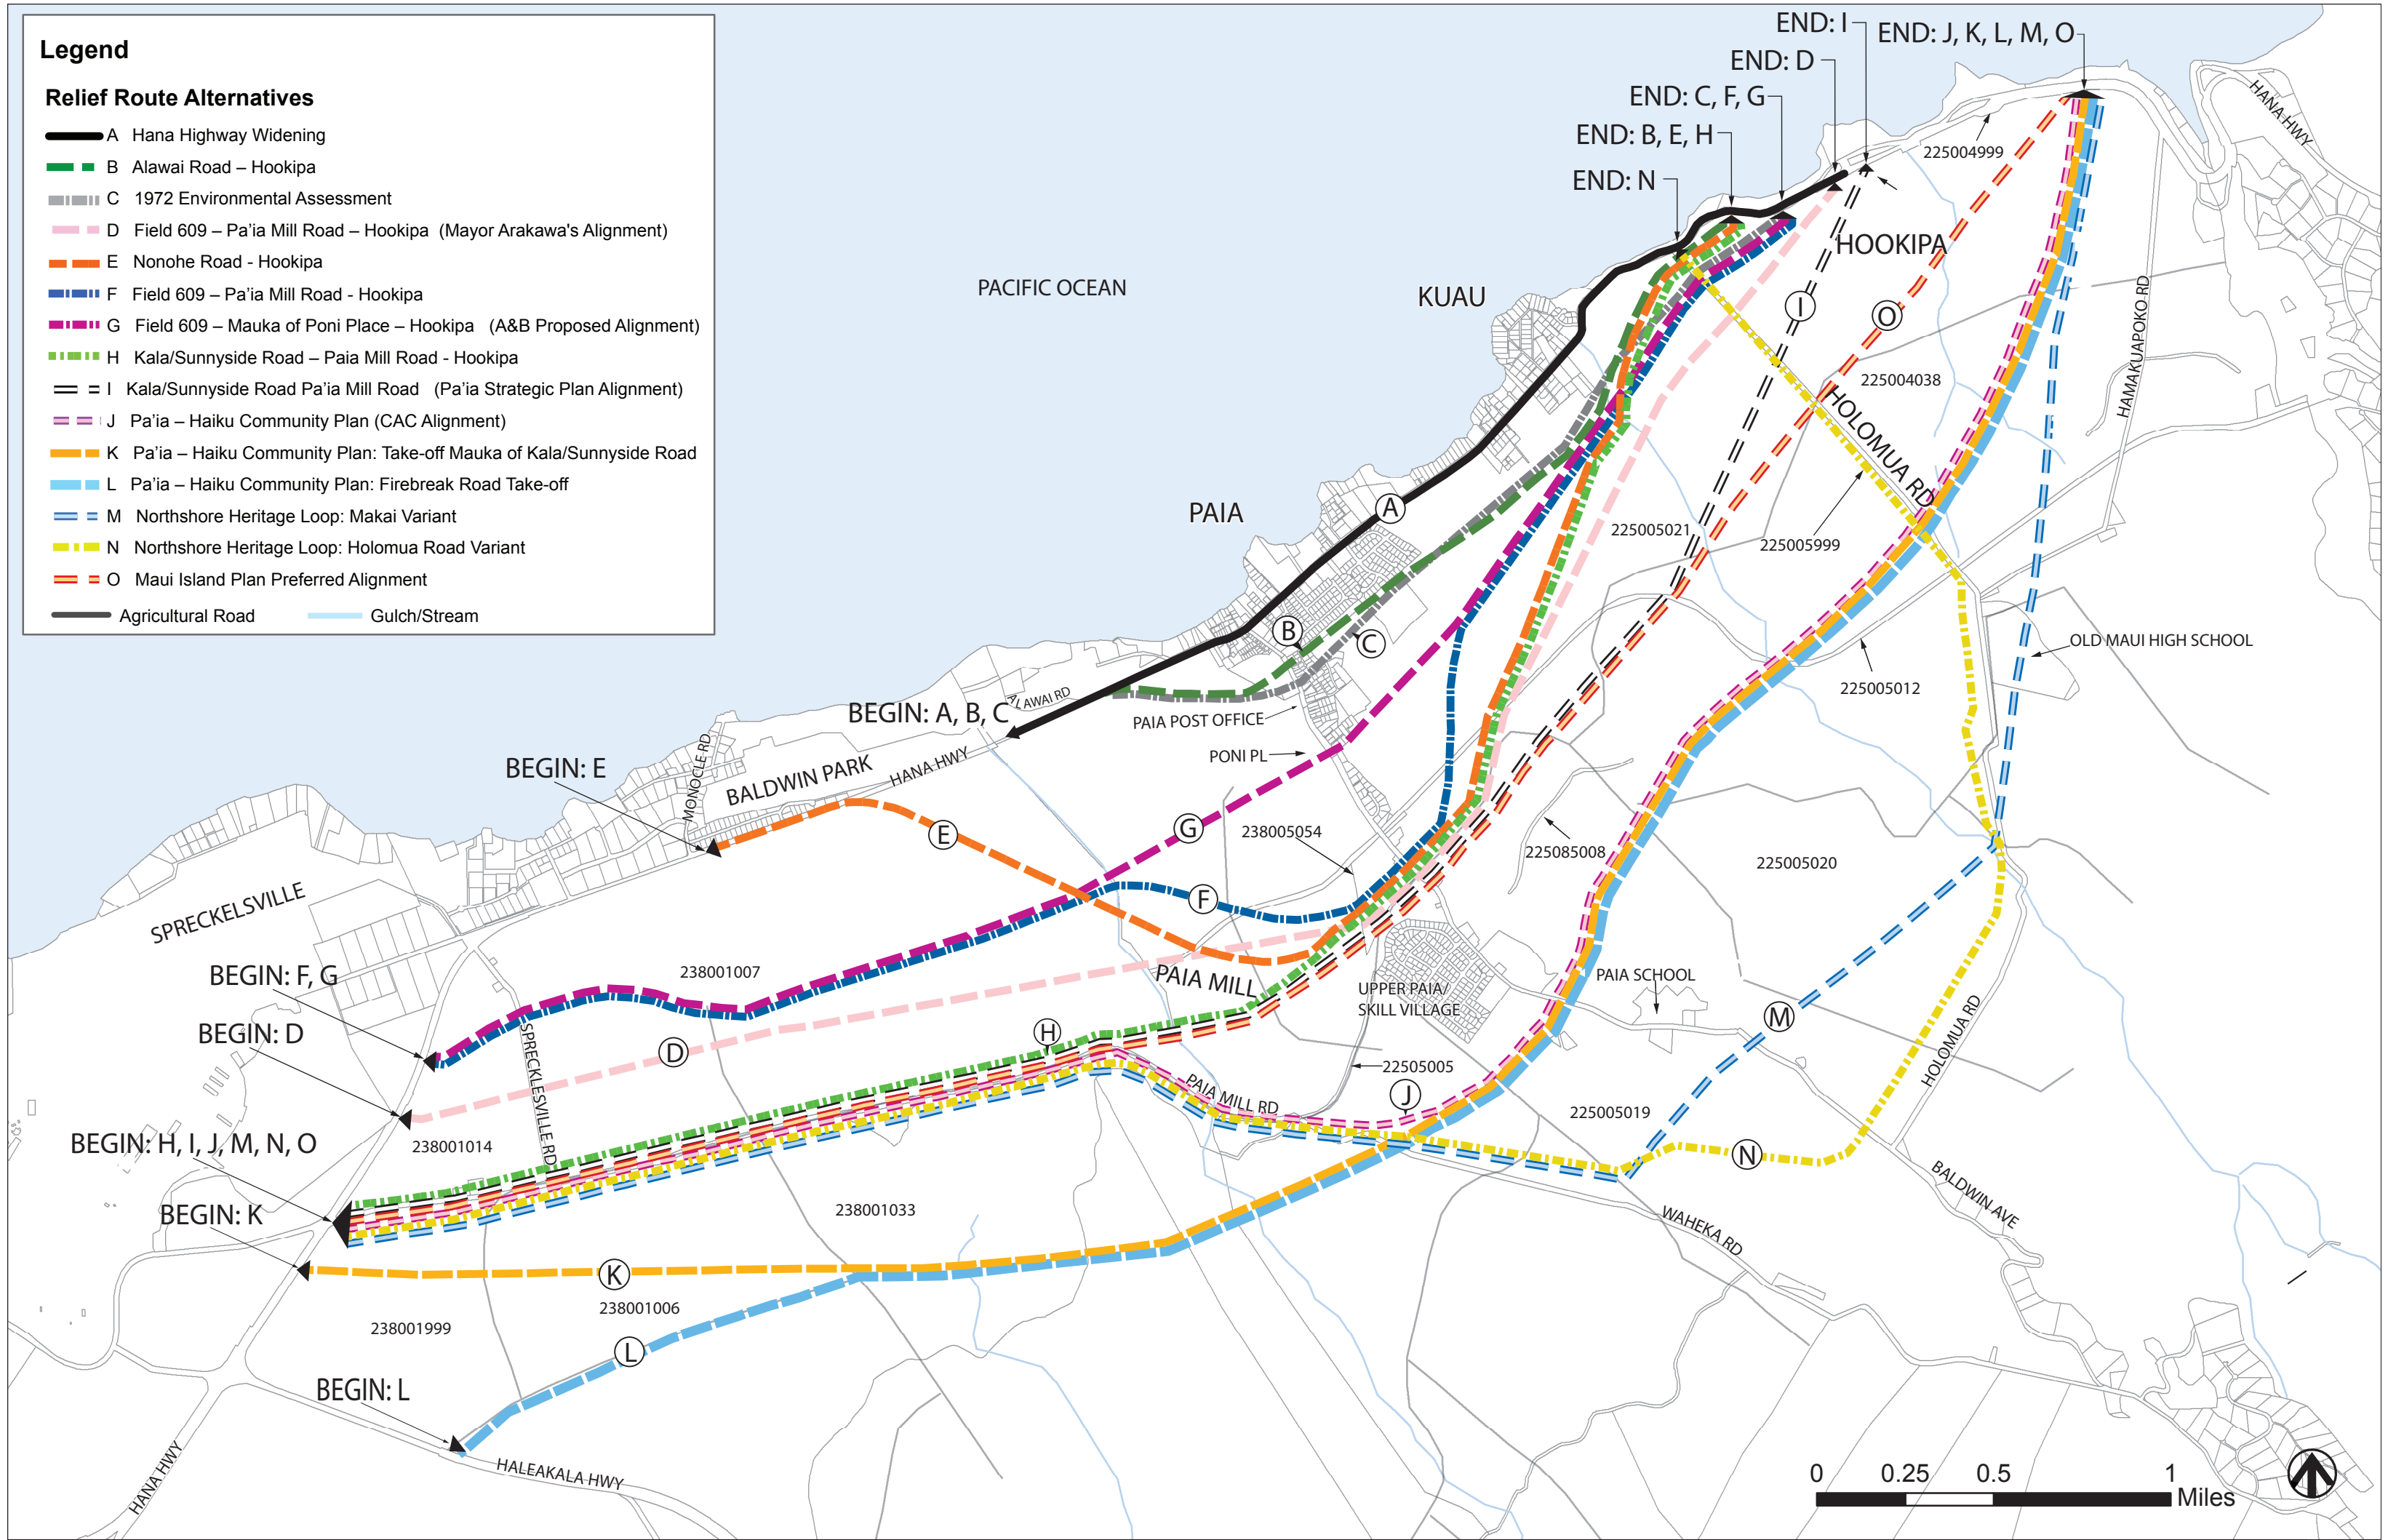 Legend
Relief Route Alternatives
A Hana Highway Widening
B Alawai Road – Hookipa
C 1972 Environmental Assessment
D Field 609 – Pa'ia Mill Road – Hookipa (Mayor Arakawa's Alignment)
E Nonohe Road - Hookipa
F Field 609 – Pa'ia Mill Road - Hookipa
G Field 609 – Mauka of Poni Place – Hookipa (A&B Proposed Alignment)
H Kala/Sunnyside Road – Paia Mill Road - Hookipa
I Kala/Sunnyside Road Pa'ia Mill Road (Pa'ia Strategic Plan Alignment)
J Pa'ia – Haiku Community Plan (CAC Alignment)
K Pa'ia – Haiku Community Plan: Take-off Mauka of Kala/Sunnyside Road
L Pa'ia – Haiku Community Plan: Firebreak Road Take-off
M Northshore Heritage Loop: Makai Variant
N Northshore Heritage Loop: Holomua Road Variant
O Maui Island Plan Preferred Alignment
Agricultural Road Gulch/Stream
END: I
END: J, K, L, M, O
END: D
END: C, F, G
END: B, E, H
END: N
HANA HWY
225004999
HOOKIPA
PACIFIC OCEAN
KUAU
I
O
HAMAKUAPOKO RD
225004038
HOLOMUA RD
PAIA
A
225005021
225005999
B
C
OLD MAUI HIGH SCHOOL
225005012
ALAWAI RD
BEGIN: A, B, C
PAIA POST OFFICE
PONI PL
BEGIN: E
MONOCLE RD
BALDWIN PARK
HANA HWY
E
G
238005054
225085008
225005020
SPRECKELSVILLE
F
BEGIN: F, G
238001007
PAIA MILL
UPPER PAIA/
SKILL VILLAGE
PAIA SCHOOL
BEGIN: D
D
H
M
SPRECKLESVILLE RD
22505005
PAIA MILL RD
J
HOLOMUA RD
225005019
BEGIN: H, I, J, M, N, O
238001014
N
BALDWIN AVE
BEGIN: K
238001033
WAHEKA RD
K
238001006
238001999
L
BEGIN: L
HANA HWY
HALEAKALA HWY
0 0.25 0.5 1
Miles